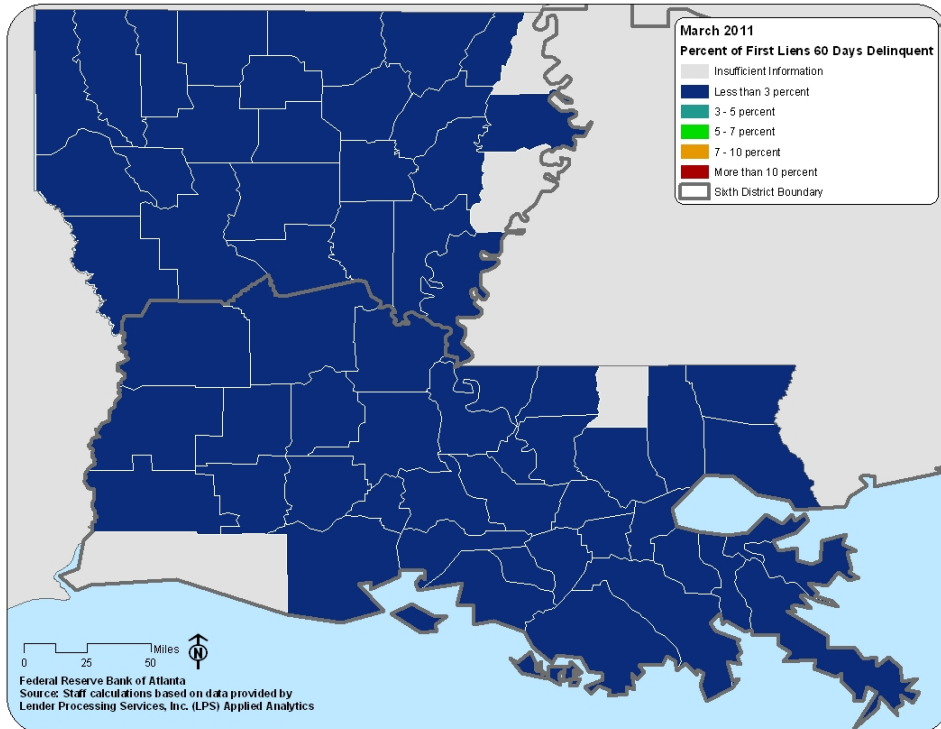 March 2011
Percent of First Liens 60 Days Delinquent
Insufficient Information
Less than 3 percent
3 - 5 percent
5 - 7 percent
7 - 10 percent
More than 10 percent
Sixth District Boundary
Miles
0 25 50
N
Federal Reserve Bank of Atlanta
Source: Staff calculations based on data provided by
Lender Processing Services, Inc. (LPS) Applied Analytics